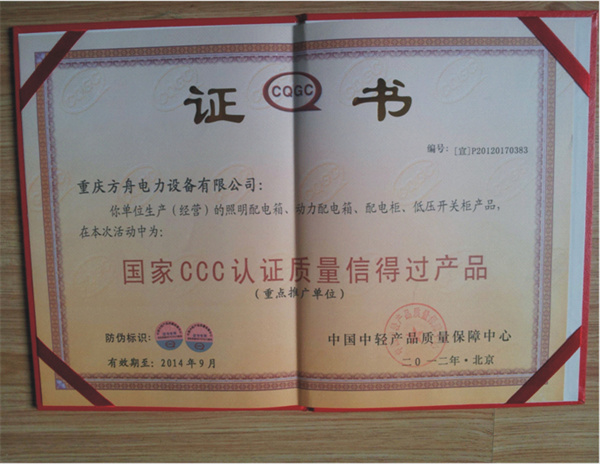 证 CQGC 书
编号：[宣]P20120170383
重庆方舟电力设备有限公司：
你单位生产（经营）的照明配电箱、动力配电箱、配电柜、低压开关柜产品，
在本次活动中为：
国家CCC认证质量信得过产品
（重点推广单位）
防伪标识：
中国中轻产品质量保障中心
有效期至：2014年9月
二〇一二年·北京